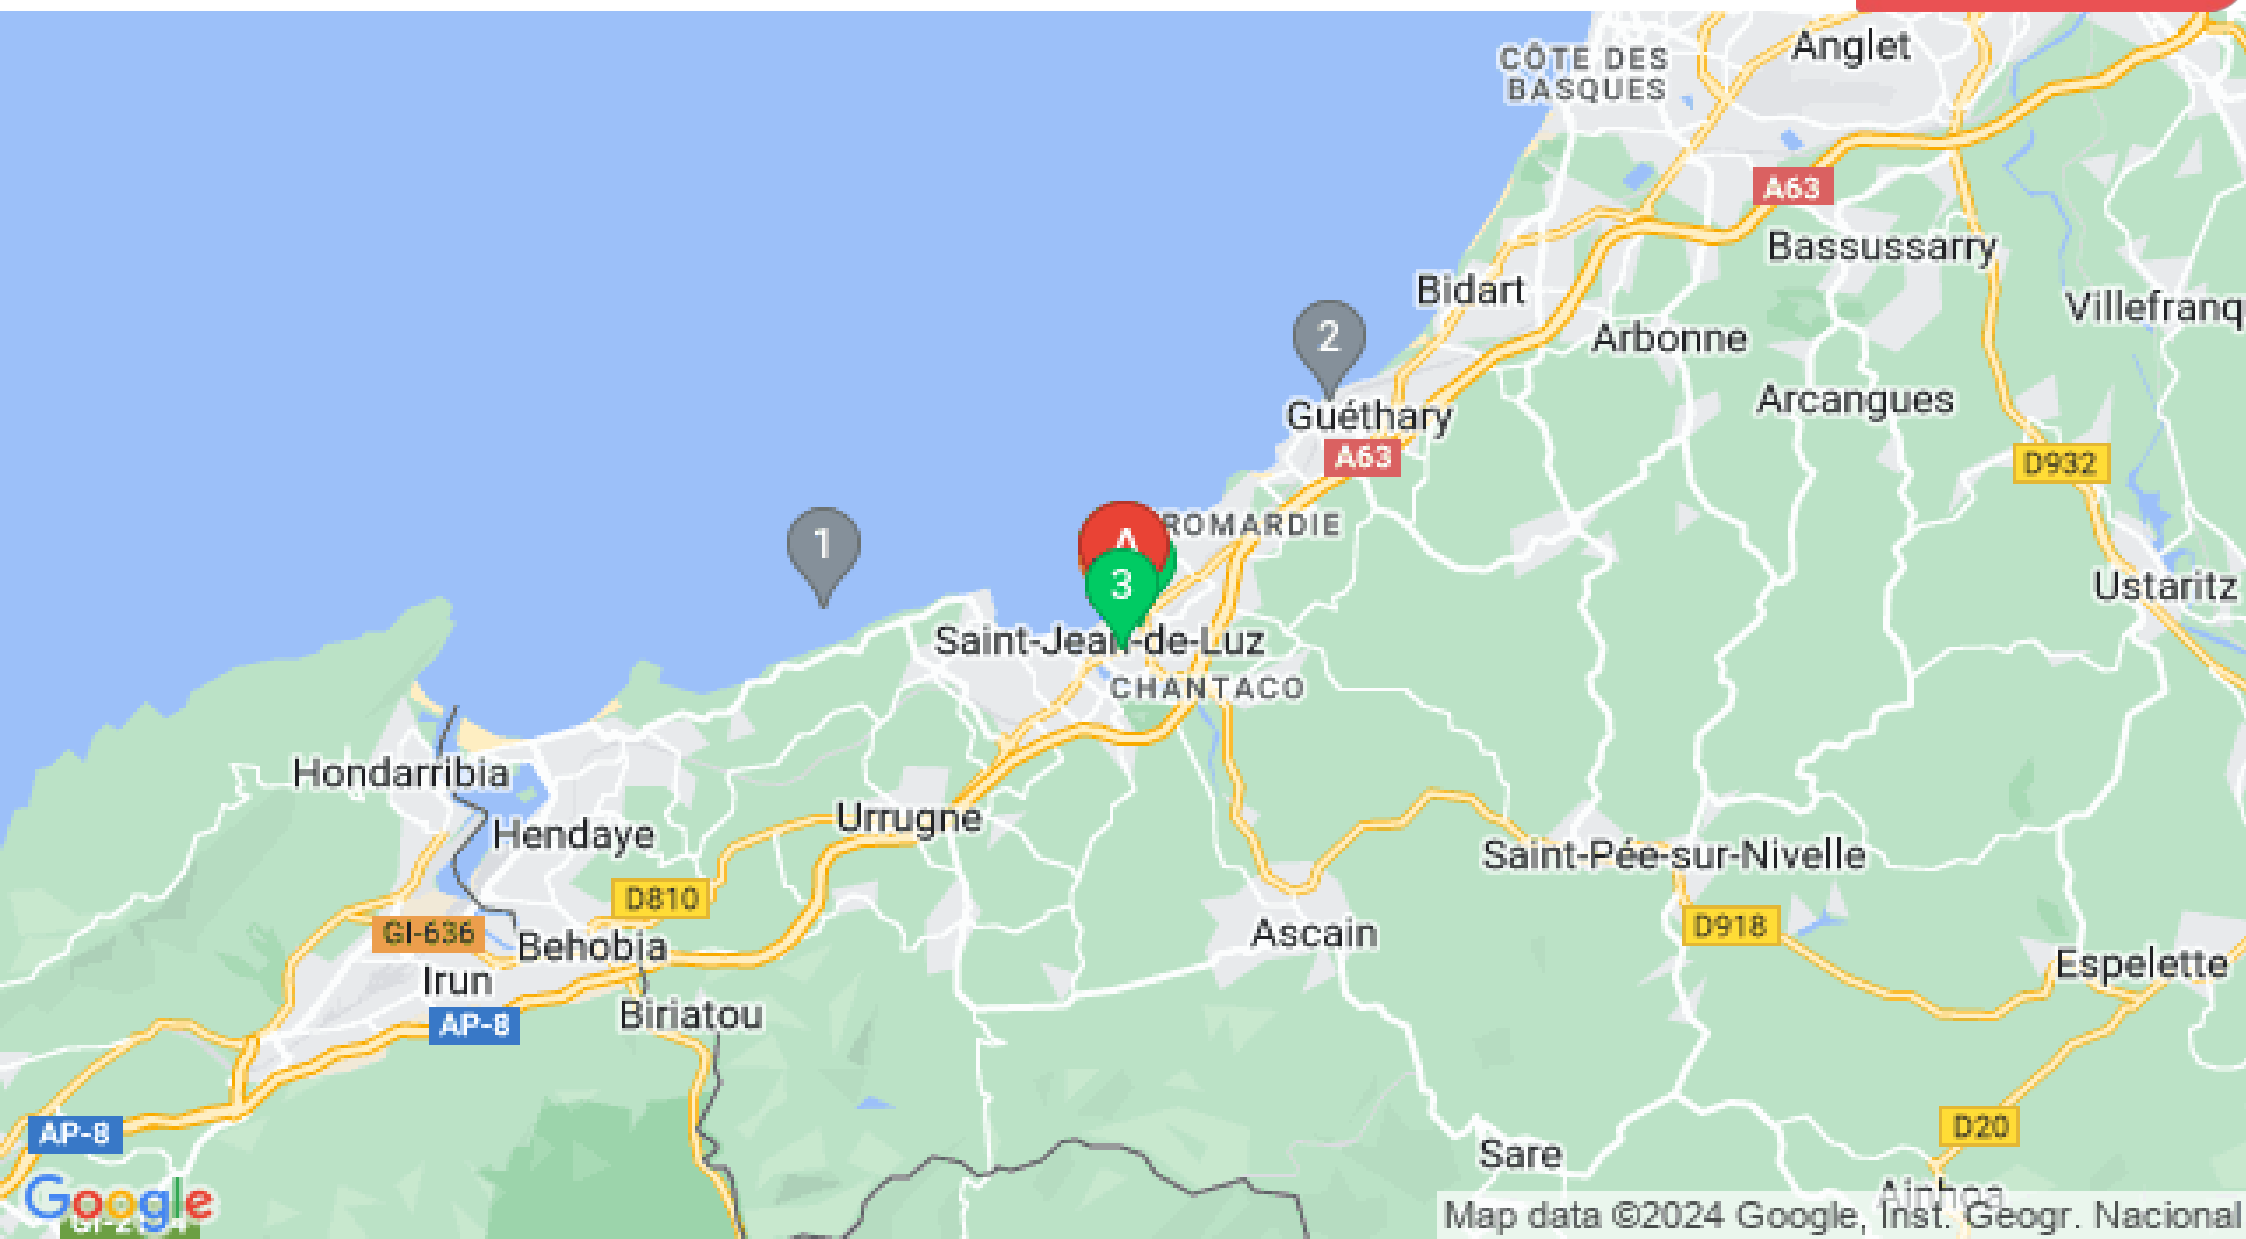 CÔTE DES
BASQUES
Anglet
A63
Bassussarry
Bidart
Villefranq
2
Arbonne
Arcangues
Guéthary
A63
D932
1
A
ROMARDIE
3
Ustaritz
Saint-Jean-de-Luz
CHANTACO
Hondarribia
Urrugne
Hendaye
Saint-Pée-sur-Nivelle
D810
D918
GI-636
Behobia
Ascain
Irun
Espelette
Biriatou
AP-8
AP-8
D20
Sare
Ainhoa
Google
Map data ©2024 Google, Inst. Geogr. Nacional